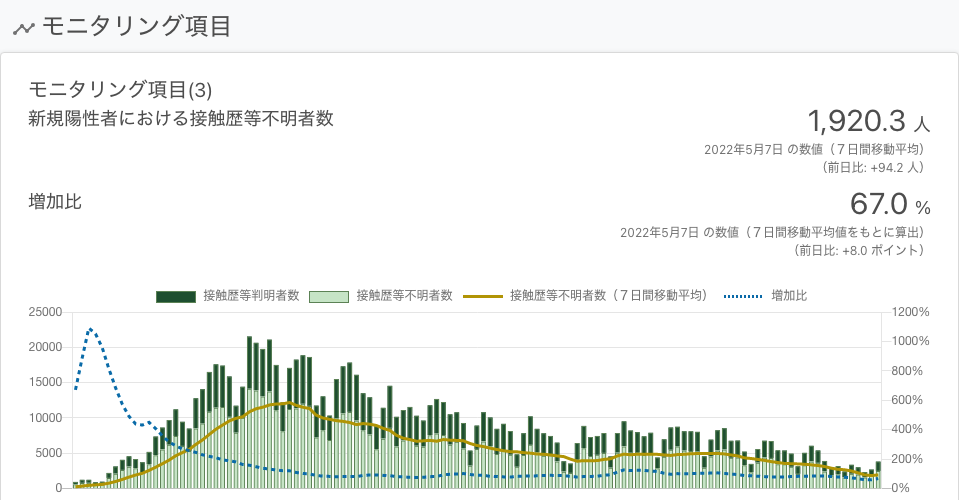 モニタリング項目
モニタリング項目(3)
新規陽性者における接触歴等不明者数
1,920.3 人
2022年5月7日 の数値（７日間移動平均）
（前日比: +94.2 人）
増加比
67.0 %
2022年5月7日 の数値（７日間移動平均値をもとに算出）
（前日比: +8.0 ポイント）
接触歴等判明者数 接触歴等不明者数 接触歴等不明者数（７日間移動平均） 増加比
25000 1200%
20000 1000%
15000 800%
10000 600%
5000 400%
0 200%
0%